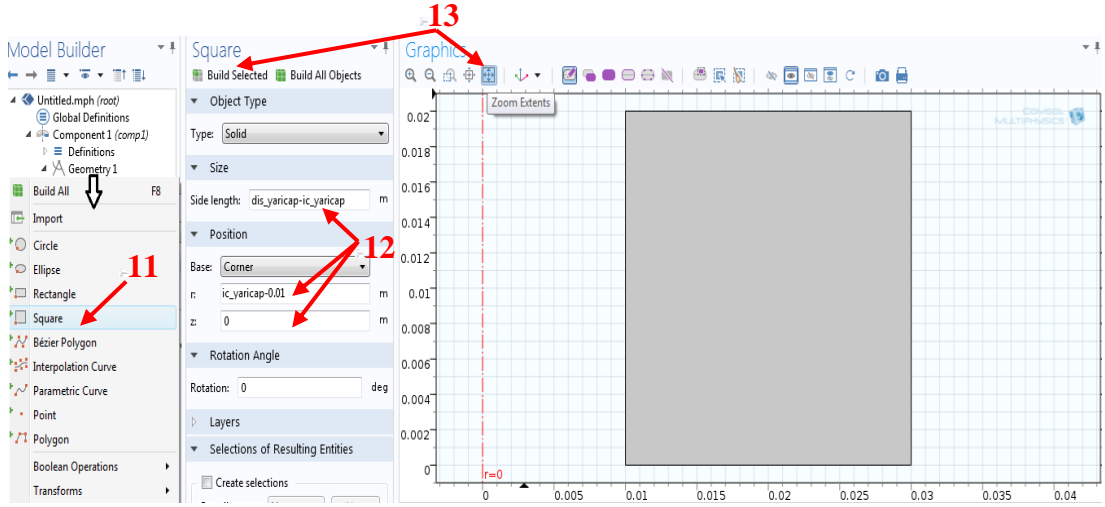 13
Model Builder
Untitled.mph (root)
Global Definitions
Component 1 (comp1)
Definitions
Geometry 1
Build All F8
Import
Circle
Ellipse
11
Rectangle
Square
Bézier Polygon
Interpolation Curve
Parametric Curve
Point
Polygon
Boolean Operations
Transforms
Square
Build Selected Build All Objects
Object Type
Type: Solid
Size
Side length: dis_yaricap-ic_yaricap m
Position
12
Base: Corner
r: ic_yaricap-0.01 m
z: 0 m
Rotation Angle
Rotation: 0 deg
Layers
Selections of Resulting Entities
Create selections
Graphics
Zoom Extents
COMSOL
MULTIPHYSICS
0.02
0.018
0.016
0.014
0.012
0.01
0.008
0.006
0.004
0.002
0
r=0
0 0.005 0.01 0.015 0.02 0.025 0.03 0.035 0.04